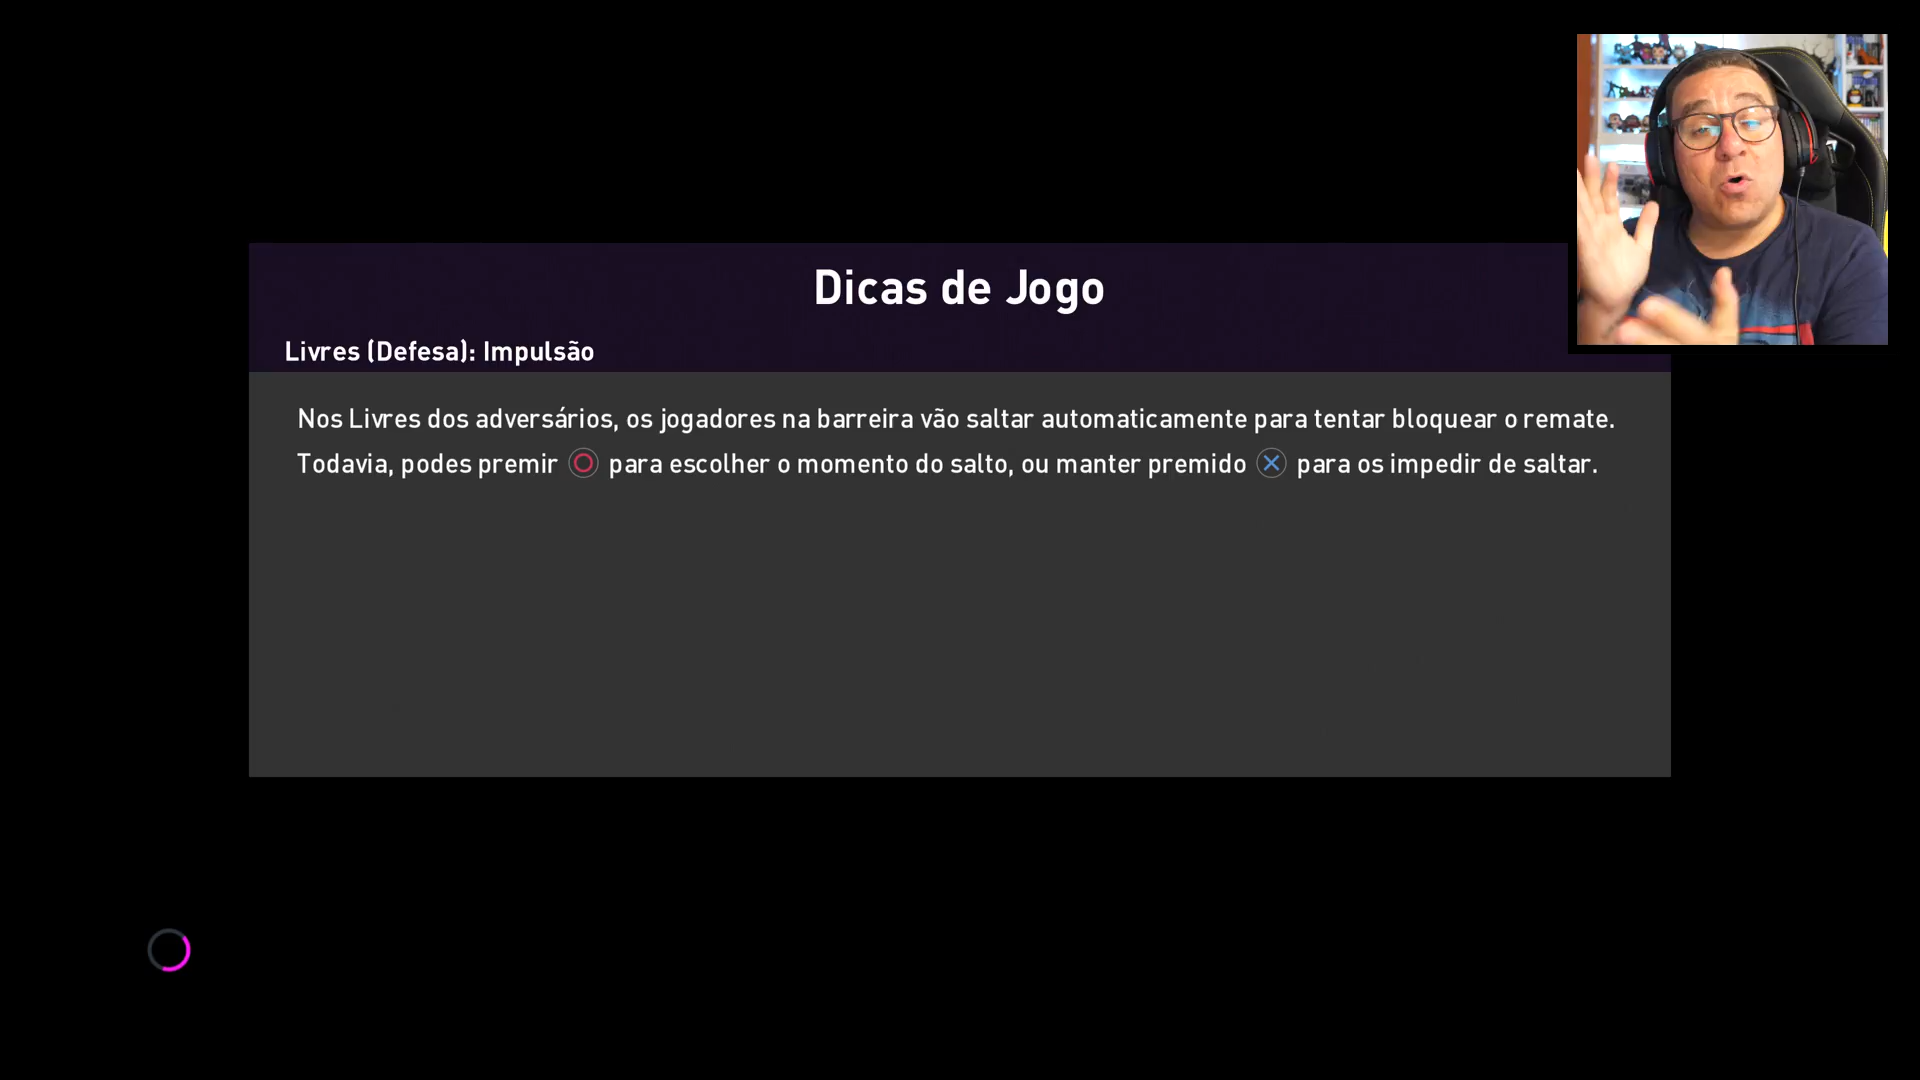 Dicas de Jogo
Livres (Defesa): Impulsão
Nos Livres dos adversários, os jogadores na barreira vão saltar automaticamente para tentar bloquear o remate.
Todavia, podes premir para escolher o momento do salto, ou manter premido para os impedir de saltar.